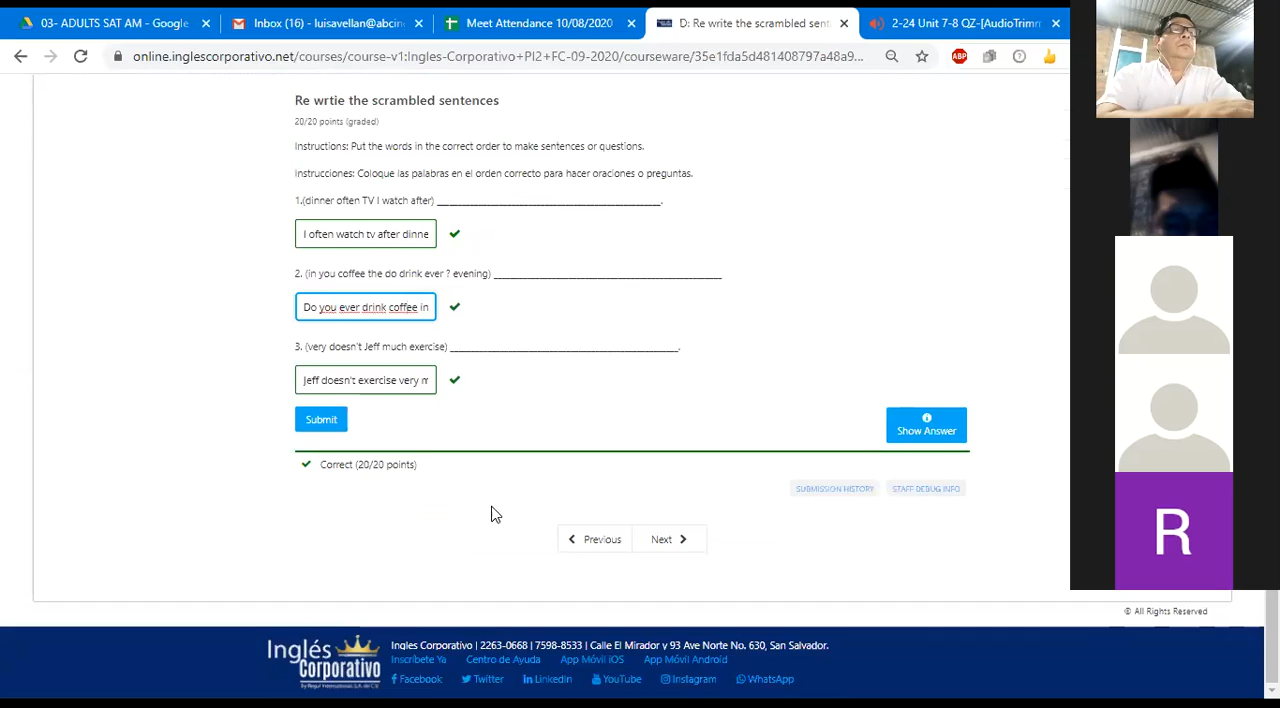 03- ADULTS SAT AM - Google
Inbox (16) - luisavellan@abcin
Meet Attendance 10/08/2020
D: Re write the scrambled sent
2-24 Unit 7-8 QZ-[AudioTrimm
online.inglescorporativo.net/courses/course-v1:Ingles-Corporativo+PI2+FC-09-2020/courseware/35e1fda5d481408797a48a9...
ABP
Re wrtie the scrambled sentences
20/20 points (graded)
Instructions: Put the words in the correct order to make sentences or questions.
Instrucciones: Coloque las palabras en el orden correcto para hacer oraciones o preguntas.
1.(dinner often TV I watch after) ________________________________________.
I often watch tv after dinne
2. (in you coffee the do drink ever ? evening) ________________________________________
Do you ever drink coffee in
3. (very doesn't Jeff much exercise) ________________________________________.
Jeff doesn't exercise very m
Submit
Show Answer
Correct (20/20 points)
SUBMISSION HISTORY
STAFF DEBUG INFO
Previous
Next
R
© All Rights Reserved
Inglés Corporativo
Ingles Corporativo | 2263-0668 | 7598-8533 | Calle El Mirador y 93 Ave Norte No. 630, San Salvador.
Inscríbete Ya Centro de Ayuda App Móvil iOS App Móvil Android
Facebook Twitter LinkedIn YouTube Instagram WhatsApp